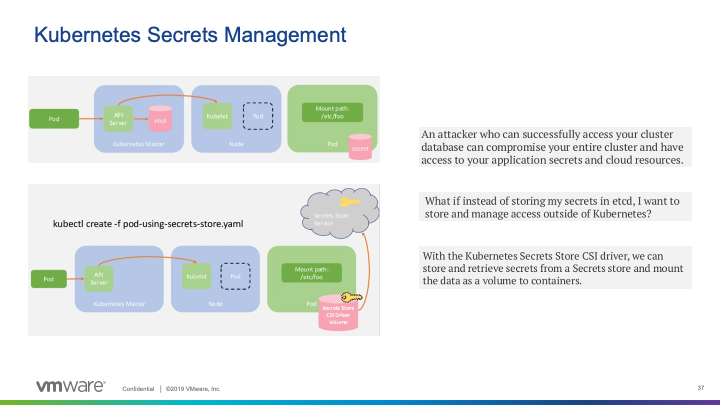 Kubernetes Secrets Management
Pod
API
Server
etcd
Kubernetes Master
Kubelet
Pod
Node
Mount path:
/etc/foo
Pod
secret
An attacker who can successfully access your cluster
database can compromise your entire cluster and have
access to your application secrets and cloud resources.
What if instead of storing my secrets in etcd, I want to
store and manage access outside of Kubernetes?
With the Kubernetes Secrets Store CSI driver, we can
store and retrieve secrets from a Secrets store and mount
the data as a volume to containers.
kubectl create -f pod-using-secrets-store.yaml
Secrets Store
Service
Pod
API
Server
Kubernetes Master
Kubelet
Pod
Node
Mount path:
/etc/foo
Pod
Secrets Store
CSI Driver
Volume
vmware®
Confidential | ©2019 VMware, Inc.
37